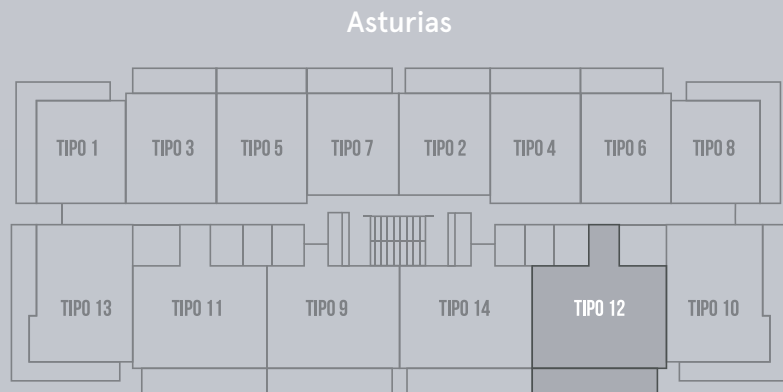 Asturias
TIPO 1
TIPO 3
TIPO 5
TIPO 7
TIPO 2
TIPO 4
TIPO 6
TIPO 8
TIPO 13
TIPO 11
TIPO 9
TIPO 14
TIPO 12
TIPO 10